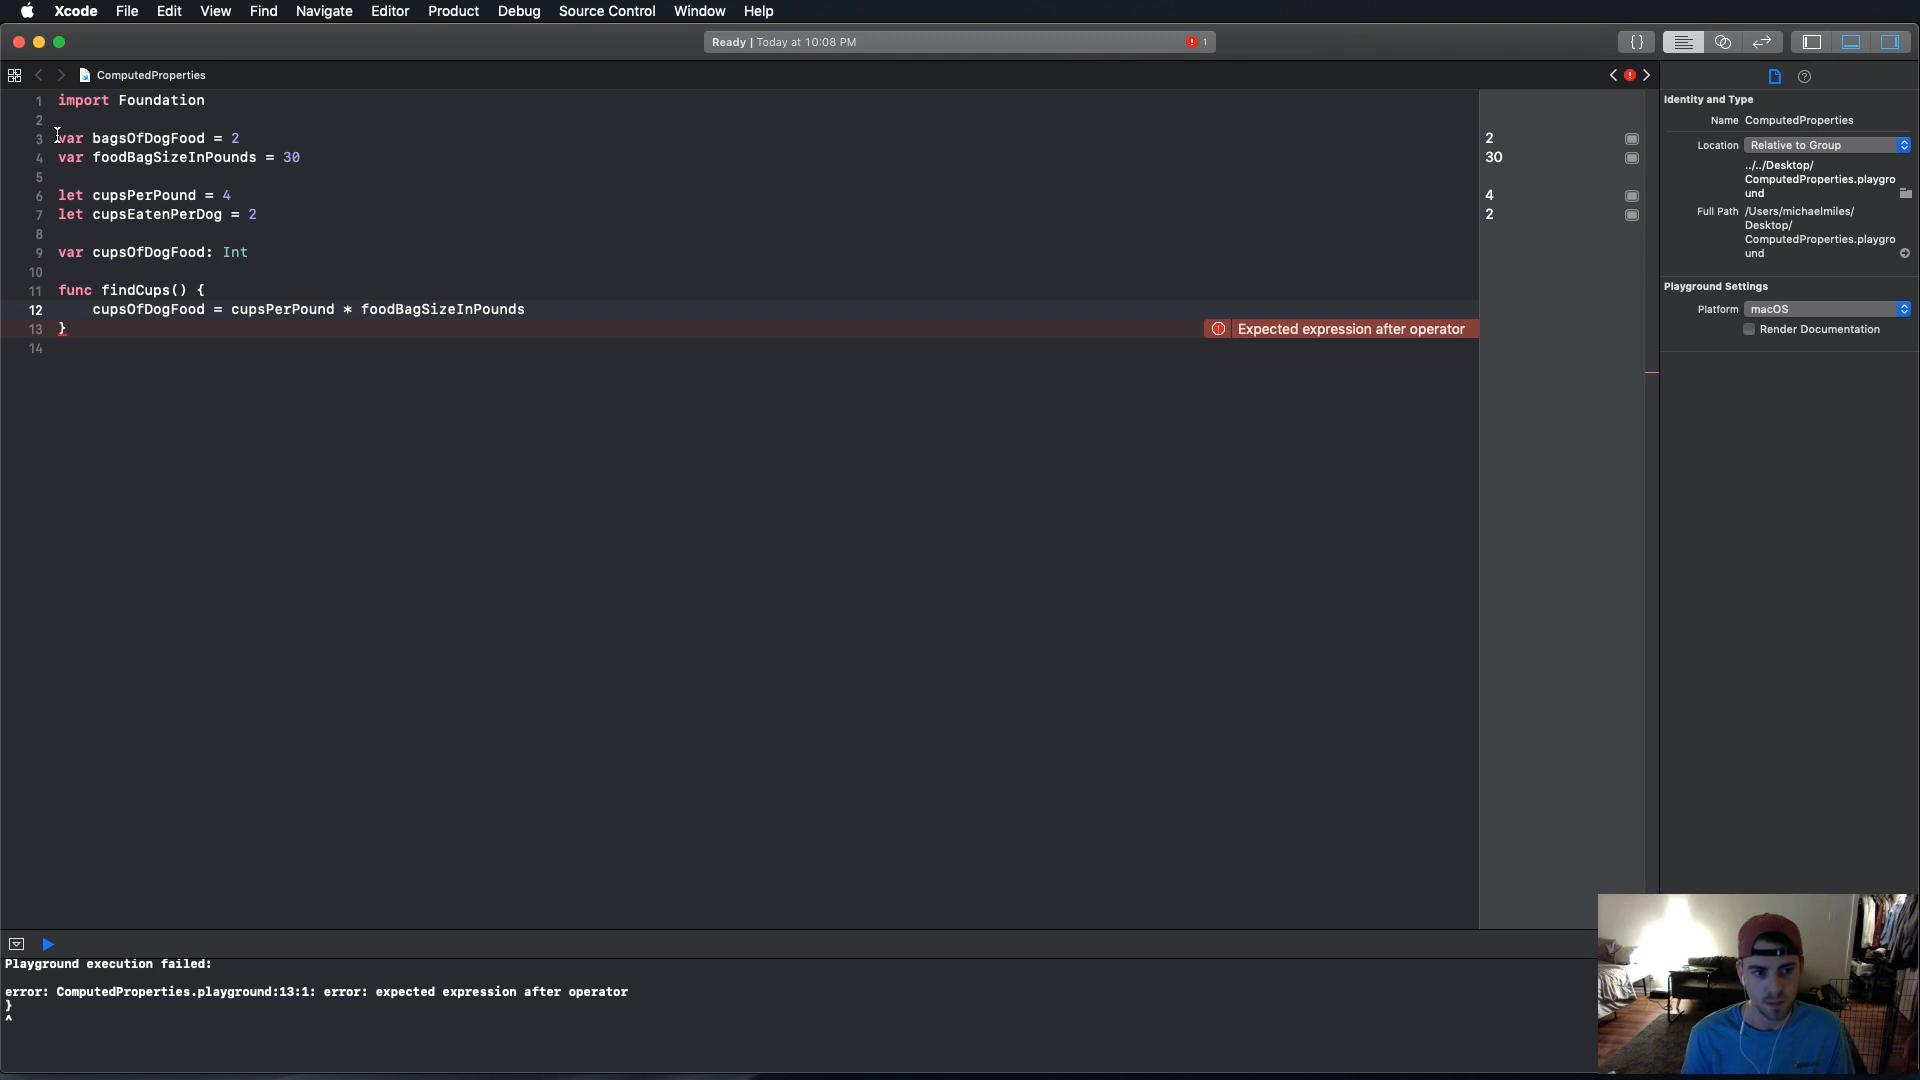 Xcode File Edit View Find Navigate Editor Product Debug Source Control Window Help
Ready | Today at 10:08 PM 1
ComputedProperties
1 import Foundation
2
3 var bagsOfDogFood = 2
4 var foodBagSizeInPounds = 30
5
6 let cupsPerPound = 4
7 let cupsEatenPerDog = 2
8
9 var cupsOfDogFood: Int
10
11 func findCups() {
12 cupsOfDogFood = cupsPerPound * foodBagSizeInPounds
13 } Expected expression after operator
14
2
30
4
2
Identity and Type
Name ComputedProperties
Location Relative to Group
../../Desktop/
ComputedProperties.playgro
und
Full Path /Users/michaelmiles/
Desktop/
ComputedProperties.playgro
und
Playground Settings
Platform macOS
Render Documentation
Playground execution failed:
error: ComputedProperties.playground:13:1: error: expected expression after operator
}
^